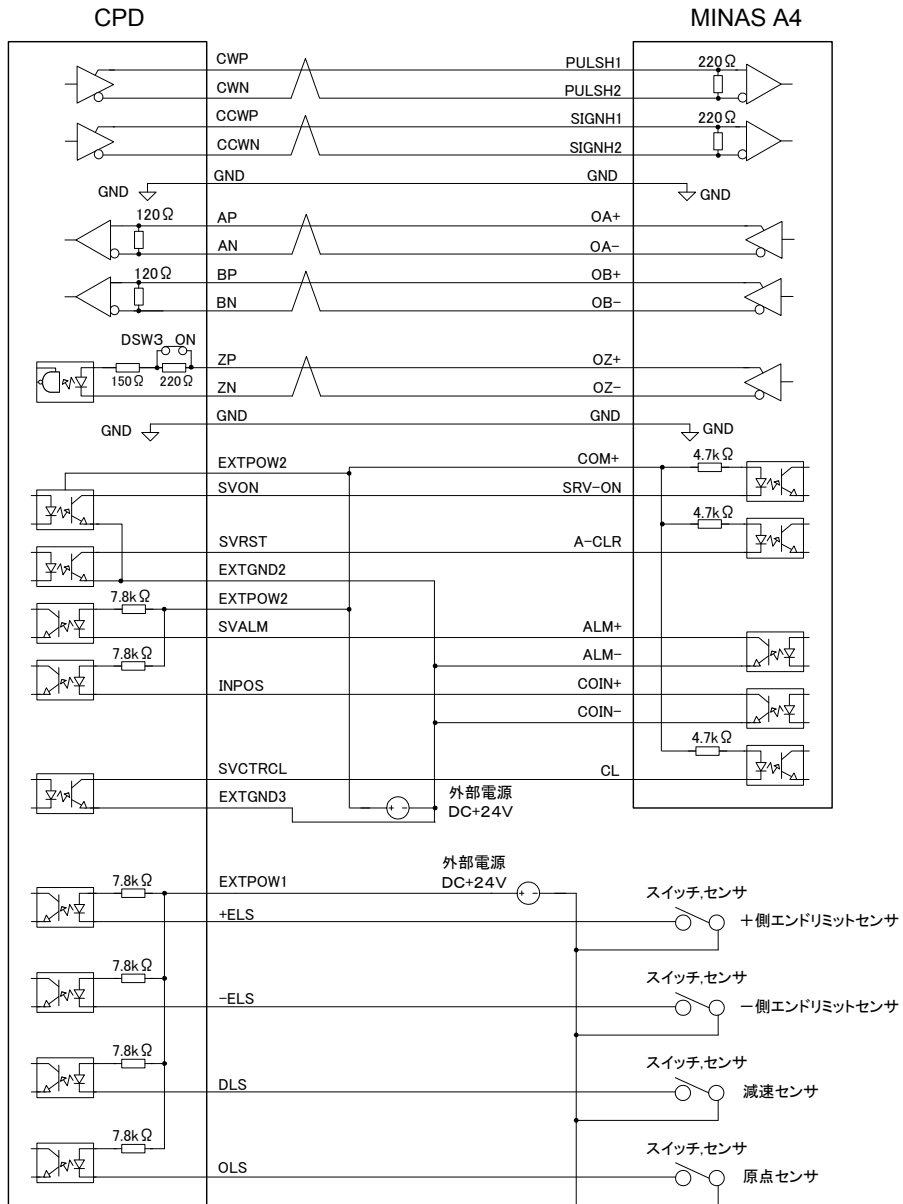 CPD MINAS A4
CWP PULSH1 220Ω
CWN PULSH2
CCWP SIGNH1 220Ω
CCWN SIGNH2
GND GND
GND GND
120Ω AP OA+
AN OA-
120Ω BP OB+
BN OB-
DSW3 ON
ZP OZ+
150Ω 220Ω ZN OZ-
GND GND
GND GND
EXTPOW2 COM+ 4.7kΩ
SVON SRV-ON
4.7kΩ
SVRST A-CLR
EXTGND2
7.8kΩ EXTPOW2
SVALM ALM+
7.8kΩ ALM-
INPOS COIN+
COIN-
4.7kΩ
SVCTRCL CL
EXTGND3 外部電源
DC+24V
+ -
外部電源
7.8kΩ EXTPOW1 DC+24V
+ -
スイッチ,センサ
+ELS +側エンドリミットセンサ
7.8kΩ スイッチ,センサ
-ELS -側エンドリミットセンサ
7.8kΩ スイッチ,センサ
DLS 減速センサ
7.8kΩ スイッチ,センサ
OLS 原点センサ